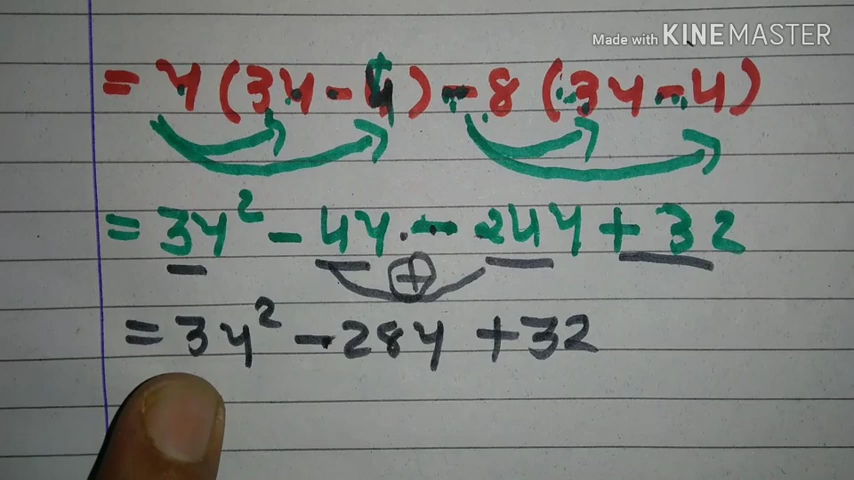 Made with KINEMASTER
= y (3y - 4) - 8 (3y - 4)
= 3y² - 4y - 24y + 32
+
= 3y² - 28y + 32